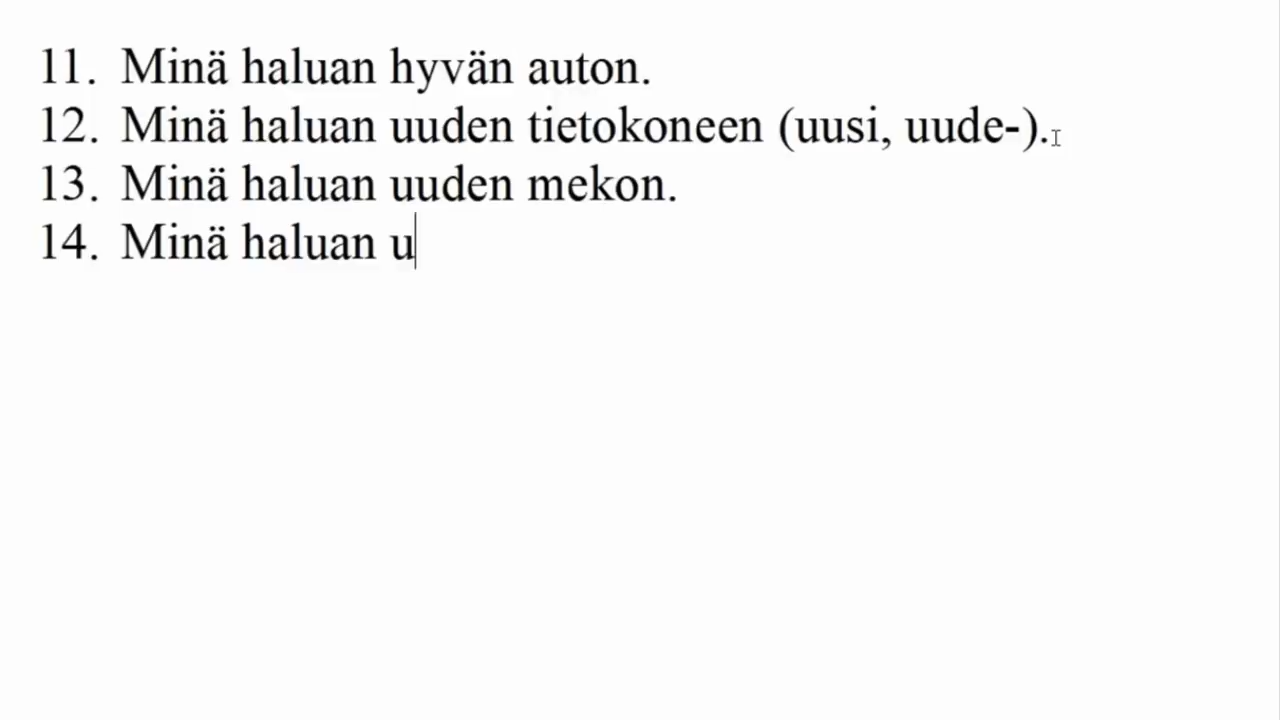 11. Minä haluan hyvän auton.
12. Minä haluan uuden tietokoneen (uusi, uude-).
13. Minä haluan uuden mekon.
14. Minä haluan u